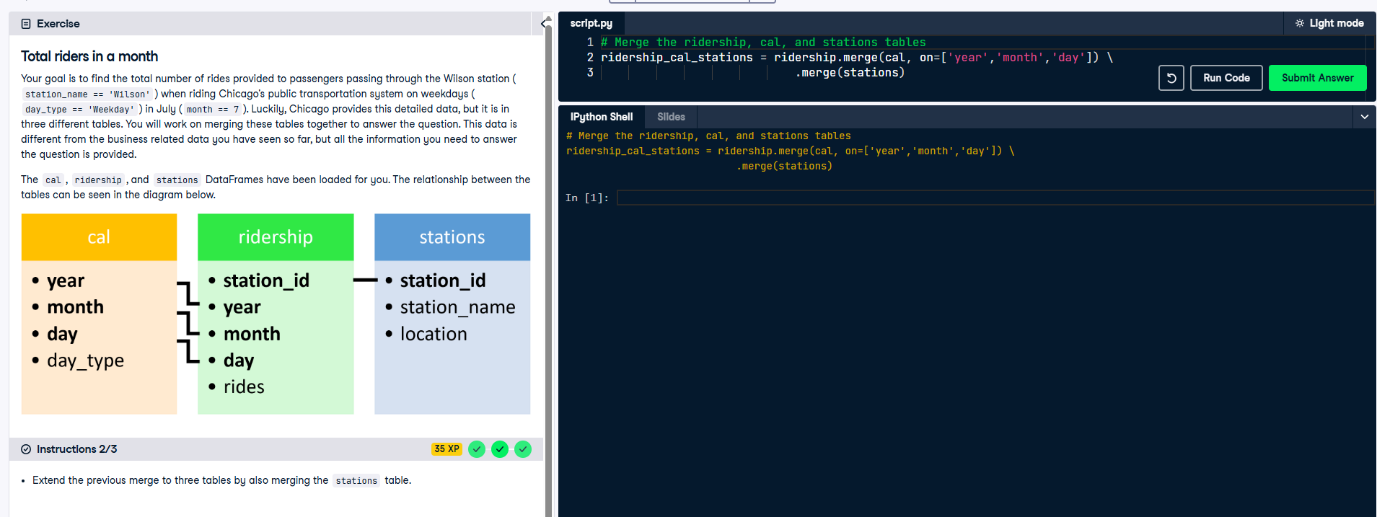 Exercise
Total riders in a month
Your goal is to find the total number of rides provided to passengers passing through the Wilson station (
station_name == 'Wilson' ) when riding Chicago's public transportation system on weekdays (
day_type == 'Weekday' ) in July ( month == 7 ). Luckily, Chicago provides this detailed data, but it is in
three different tables. You will work on merging these tables together to answer the question. This data is
different from the business related data you have seen so far, but all the information you need to answer
the question is provided.
The cal , ridership , and stations DataFrames have been loaded for you. The relationship between the
tables can be seen in the diagram below.
cal
• year
• month
• day
• day_type
ridership
• station_id
• year
• month
• day
• rides
stations
• station_id
• station_name
• location
Instructions 2/3
35 XP
• Extend the previous merge to three tables by also merging the stations table.
script.py
Light mode
1 # Merge the ridership, cal, and stations tables
2 ridership_cal_stations = ridership.merge(cal, on=['year','month','day']) \
3 .merge(stations)
Run Code
Submit Answer
IPython Shell
Slides
# Merge the ridership, cal, and stations tables
ridership_cal_stations = ridership.merge(cal, on=['year','month','day']) \
.merge(stations)
In [1]: